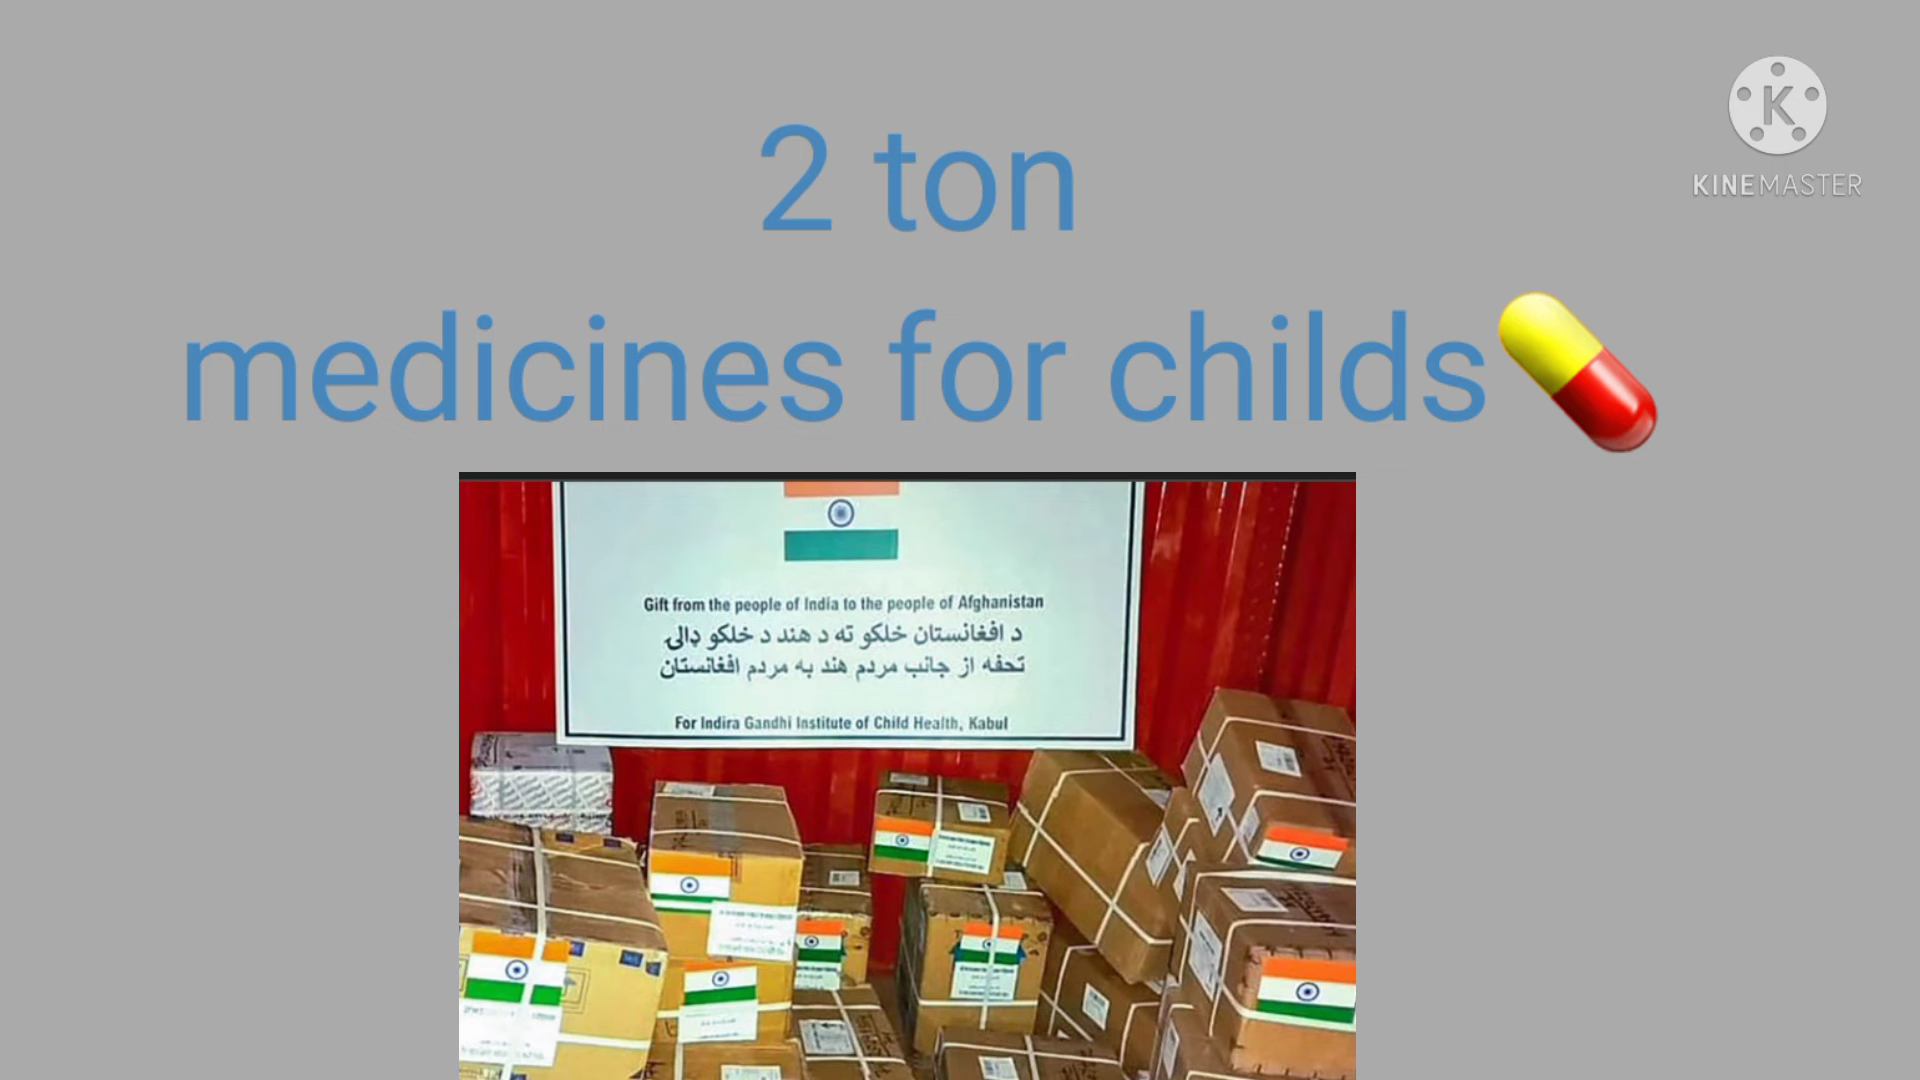 2 ton
medicines for childs
K
KINEMASTER
Gift from the people of India to the people of Afghanistan
د افغانستان خلکو ته د هند د خلکو ډالۍ
تحفه از جانب مردم هند به مردم افغانستان
For Indira Gandhi Institute of Child Health, Kabul